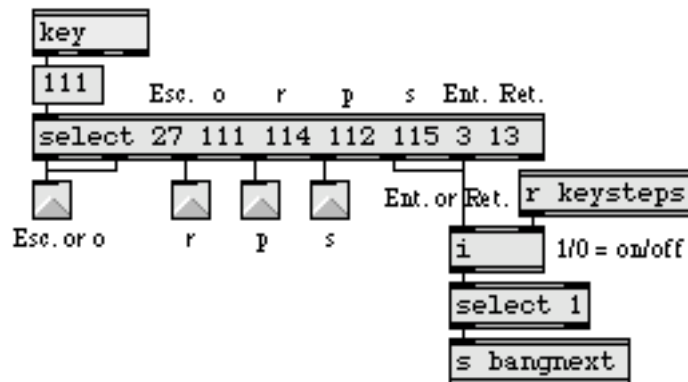 key
111
Esc. o r p s Ent. Ret.
select 27 111 114 112 115 3 13
Ent. or Ret.
r keysteps
Esc. or o r p s
i
1/0 = on/off
select 1
s bangnext